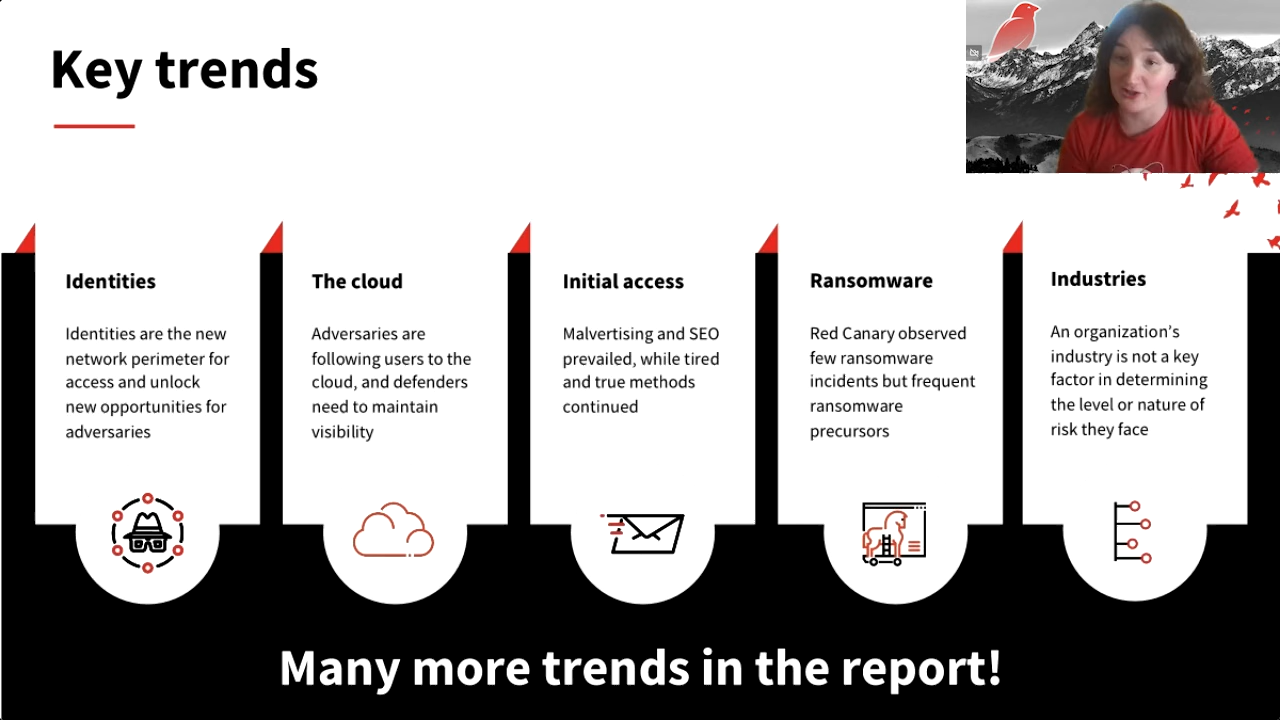 Key trends
Identities
Identities are the new
network perimeter for
access and unlock
new opportunities for
adversaries
The cloud
Adversaries are
following users to the
cloud, and defenders
need to maintain
visibility
Initial access
Malvertising and SEO
prevailed, while tired
and true methods
continued
Ransomware
Red Canary observed
few ransomware
incidents but frequent
ransomware
precursors
Industries
An organization’s
industry is not a key
factor in determining
the level or nature of
risk they face
Many more trends in the report!